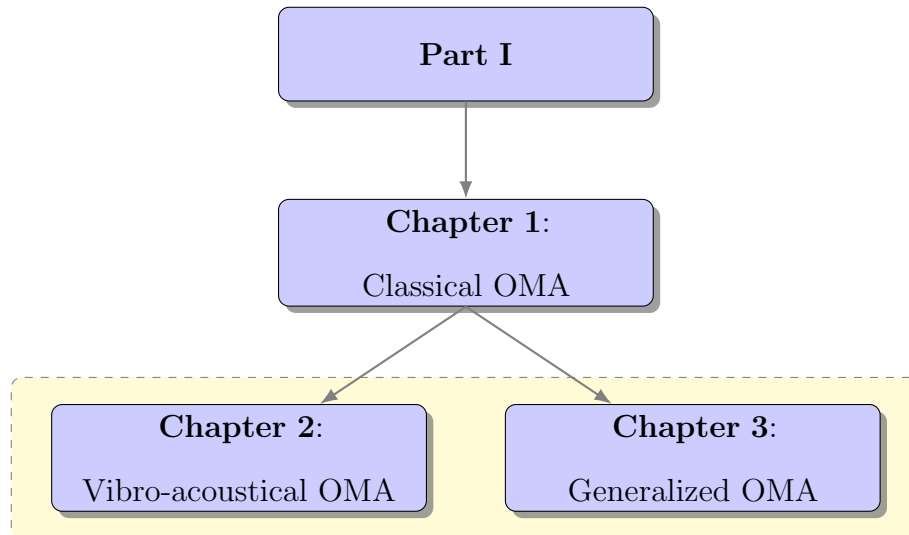 Part I
Chapter 1:
Classical OMA
Chapter 2:
Vibro-acoustical OMA
Chapter 3:
Generalized OMA